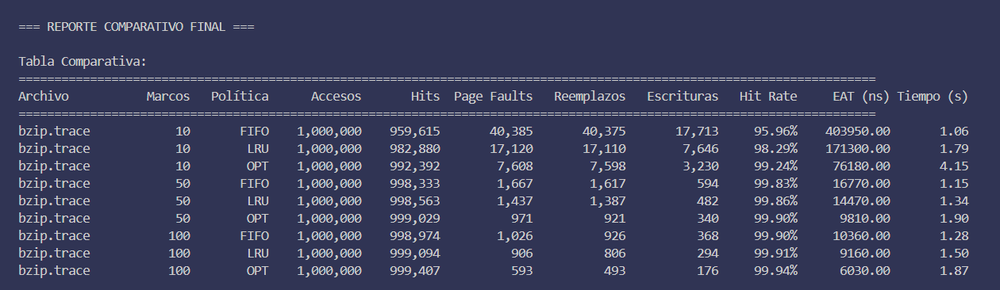 === REPORTE COMPARATIVO FINAL ===
Tabla Comparativa:
========================================================================================================================
Archivo Marcos Política Accesos Hits Page Faults Reemplazos Escrituras Hit Rate EAT (ns) Tiempo (s)
========================================================================================================================
bzip.trace 10 FIFO 1,000,000 959,615 40,385 40,375 17,713 95.96% 403950.00 1.06
bzip.trace 10 LRU 1,000,000 982,880 17,120 17,110 7,646 98.29% 171300.00 1.79
bzip.trace 10 OPT 1,000,000 992,392 7,608 7,598 3,230 99.24% 76180.00 4.15
bzip.trace 50 FIFO 1,000,000 998,333 1,667 1,617 594 99.83% 16770.00 1.15
bzip.trace 50 LRU 1,000,000 998,563 1,437 1,387 482 99.86% 14470.00 1.34
bzip.trace 50 OPT 1,000,000 999,029 971 921 340 99.90% 9810.00 1.90
bzip.trace 100 FIFO 1,000,000 998,974 1,026 926 368 99.90% 10360.00 1.28
bzip.trace 100 LRU 1,000,000 999,094 906 806 294 99.91% 9160.00 1.50
bzip.trace 100 OPT 1,000,000 999,407 593 493 176 99.94% 6030.00 1.87